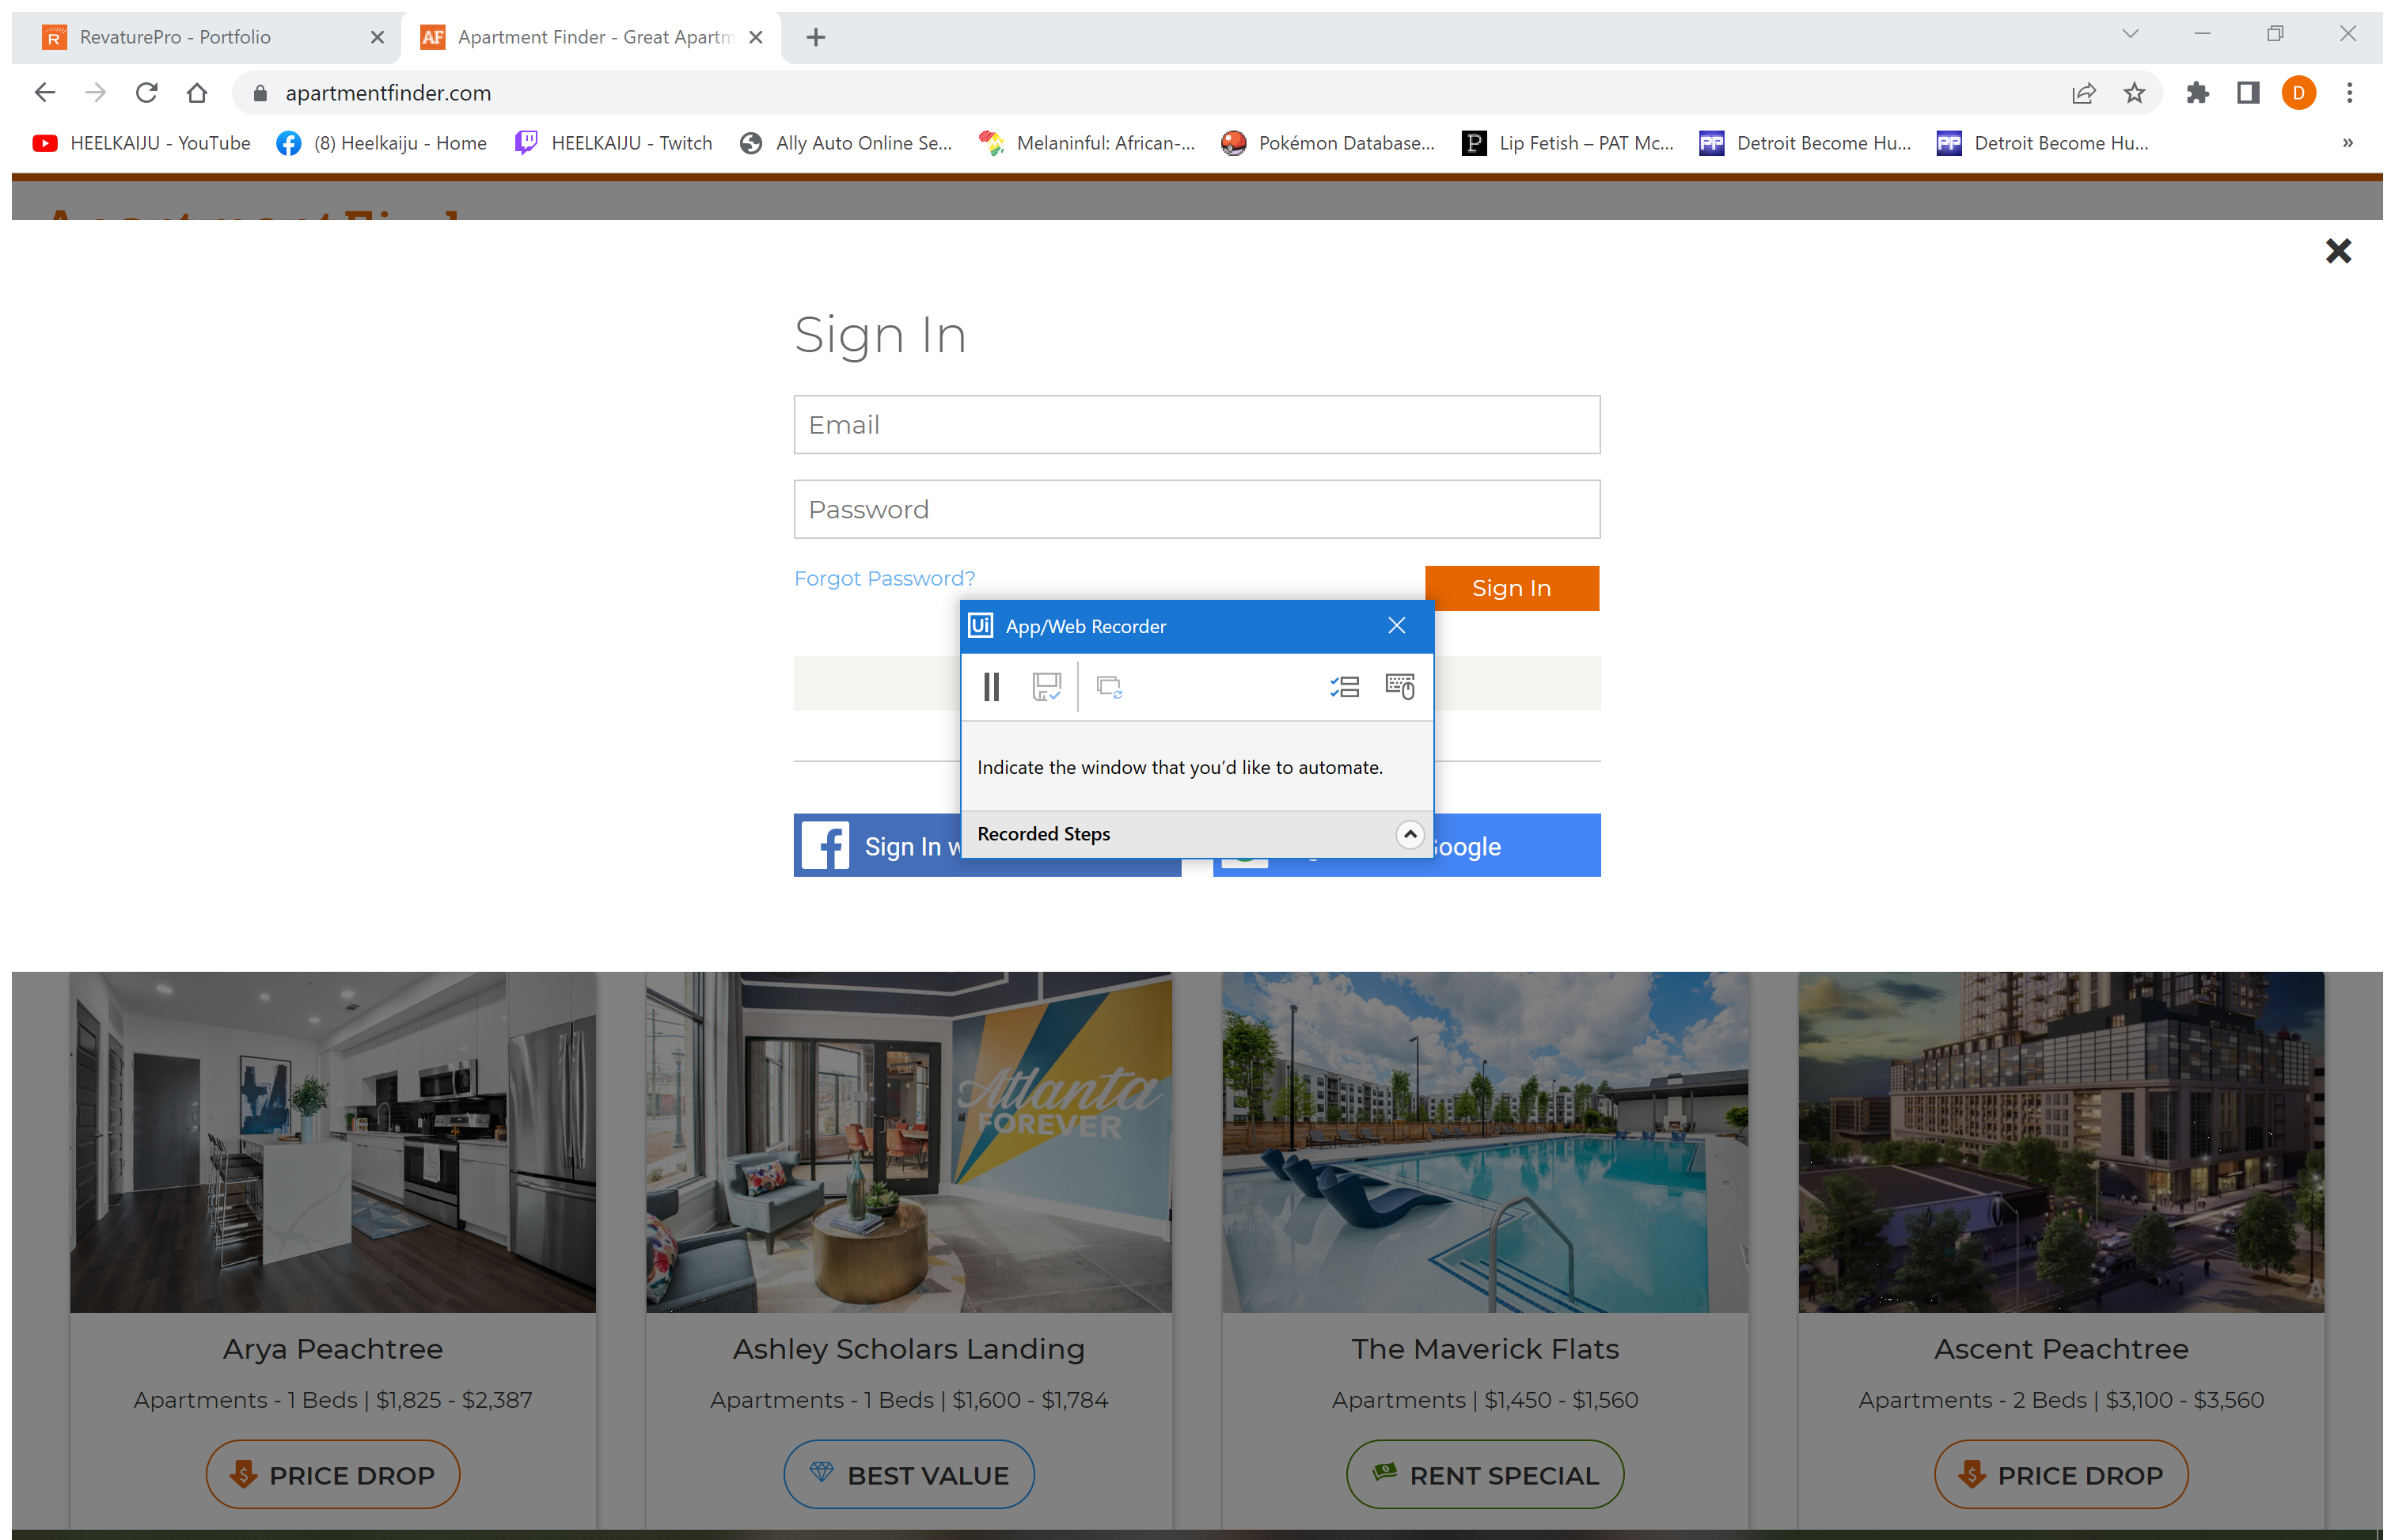 RevaturePro - Portfolio
Apartment Finder - Great Apartm
apartmentfinder.com
D
HEELKAIJU - YouTube
(8) Heelkaiju - Home
HEELKAIJU - Twitch
Ally Auto Online Se...
Melaninful: African-...
Pokémon Database...
Lip Fetish – PAT Mc...
Detroit Become Hu...
Detroit Become Hu...
»
Sign In
Email
Password
Forgot Password?
Sign In
Ui App/Web Recorder
Indicate the window that you'd like to automate.
Recorded Steps
Sign In
Google
Atlanta
FOREVER
Arya Peachtree
Ashley Scholars Landing
The Maverick Flats
Ascent Peachtree
Apartments - 1 Beds | $1,825 - $2,387
Apartments - 1 Beds | $1,600 - $1,784
Apartments | $1,450 - $1,560
Apartments - 2 Beds | $3,100 - $3,560
PRICE DROP
BEST VALUE
RENT SPECIAL
PRICE DROP